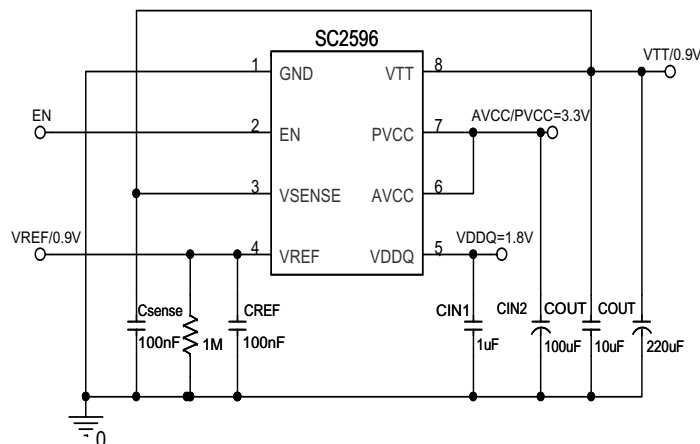 SC2596
VTT/0.9V
1 GND VTT 8
EN
AVCC/PVCC=3.3V
2 EN PVCC 7
3 VSENSE AVCC 6
VREF/0.9V
VDDQ=1.8V
4 VREF VDDQ 5
Csense CREF CIN1 CIN2 COUT COUT
100nF 1M 100nF 1uF 100uF 10uF 220uF
0